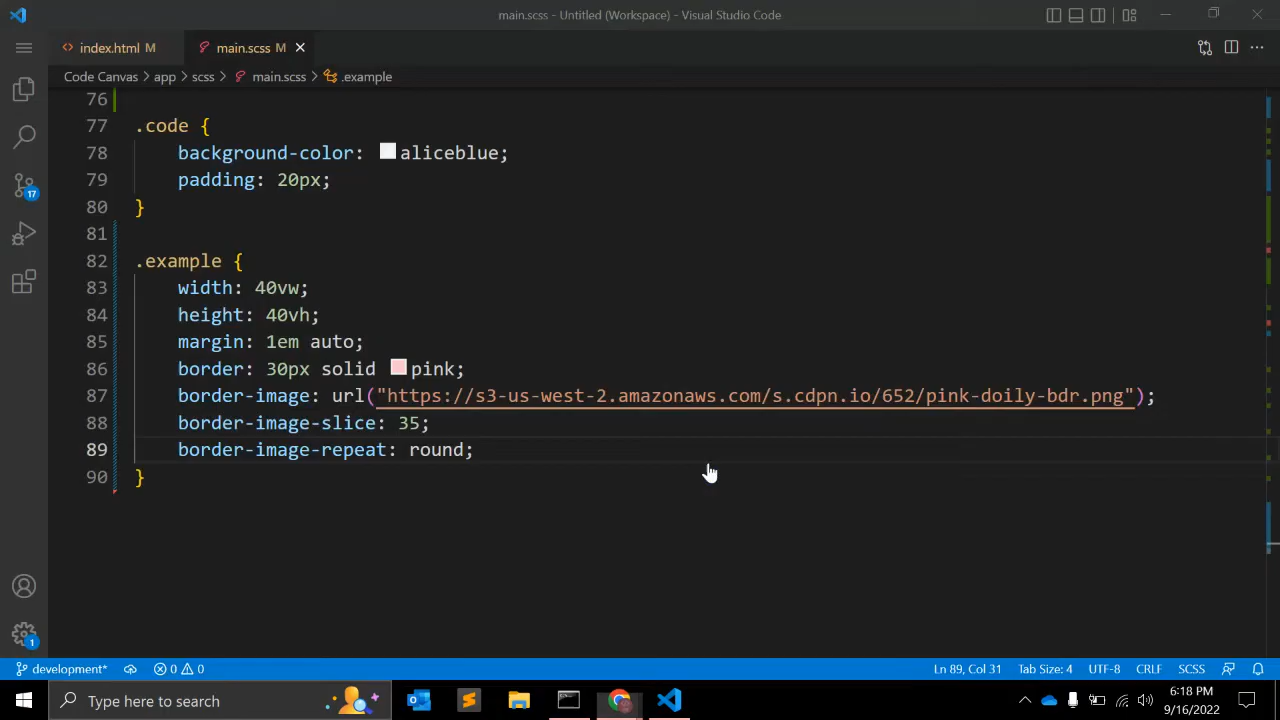 main.scss - Untitled (Workspace) - Visual Studio Code
index.html M
main.scss M
Code Canvas > app > scss > main.scss > .example
76
77 .code {
78 background-color: aliceblue;
79 padding: 20px;
80 }
81
82 .example {
83 width: 40vw;
84 height: 40vh;
85 margin: 1em auto;
86 border: 30px solid pink;
87 border-image: url("https://s3-us-west-2.amazonaws.com/s.cdpn.io/652/pink-doily-bdr.png");
88 border-image-slice: 35;
89 border-image-repeat: round;
90 }
17
1
development* 0 0 Ln 89, Col 31 Tab Size: 4 UTF-8 CRLF SCSS
Type here to search
6:18 PM
9/16/2022